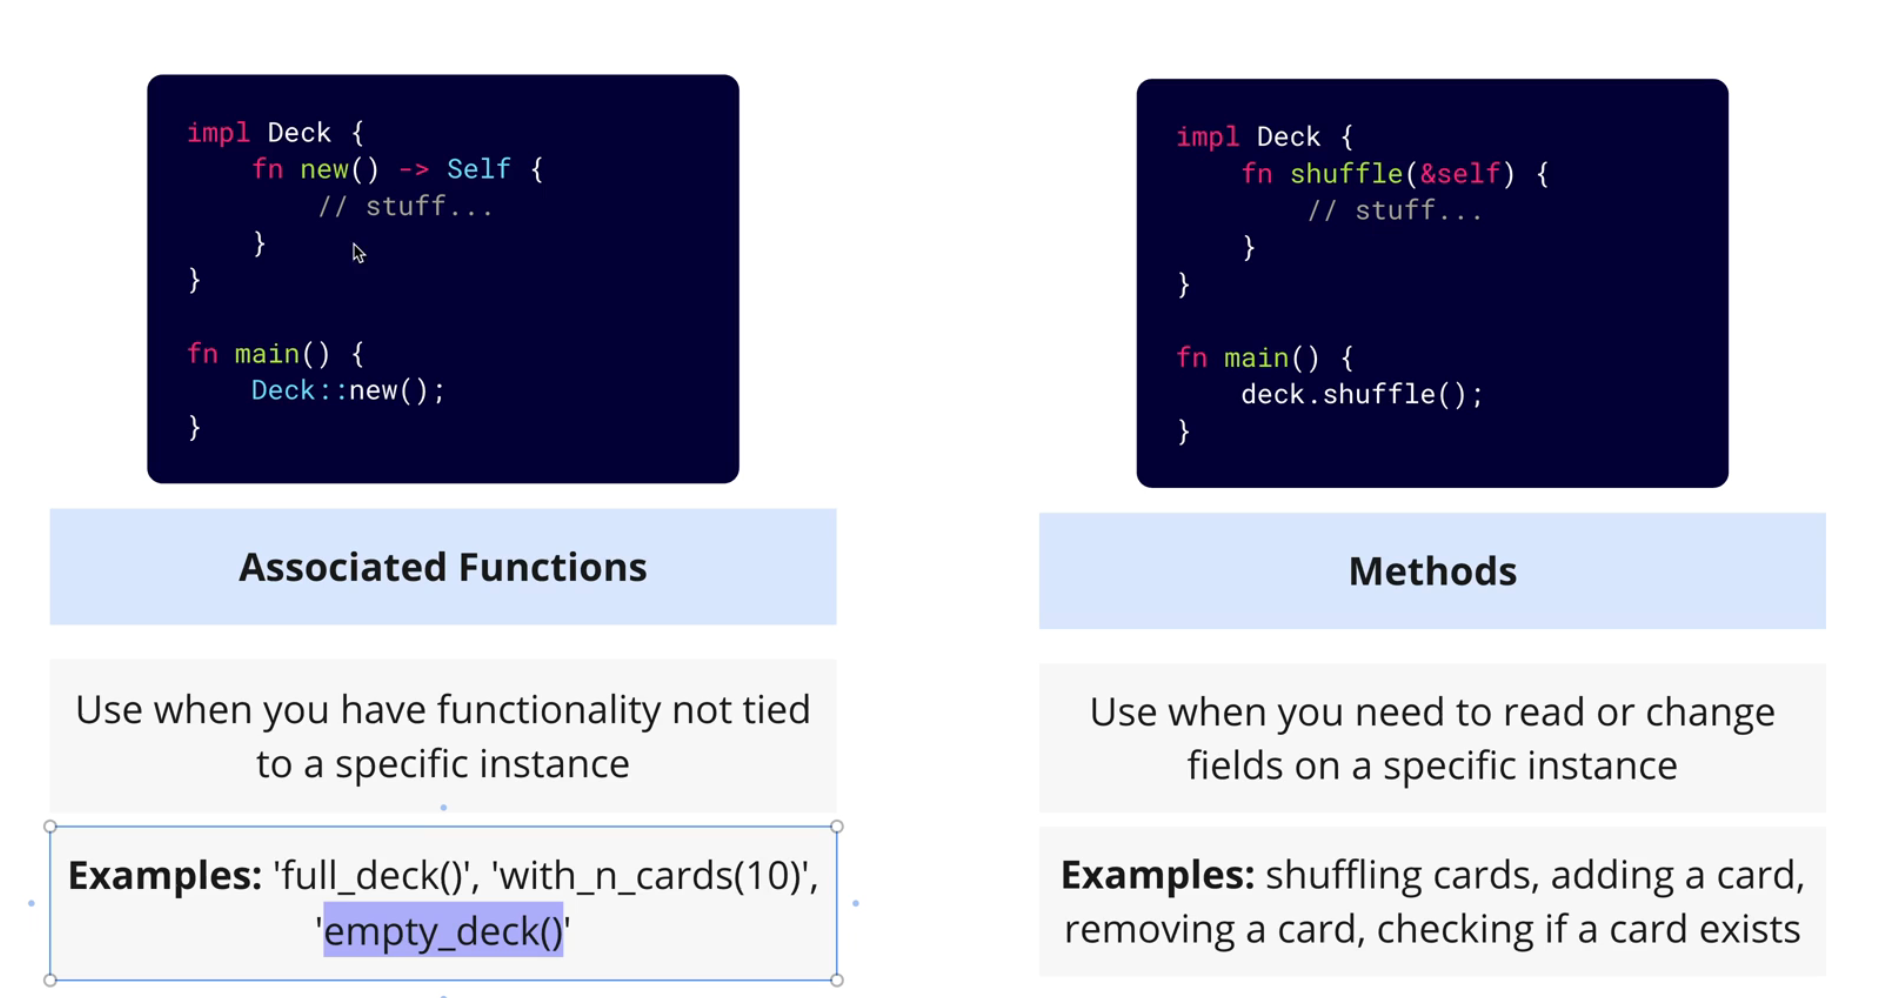 impl Deck {
    fn new() -> Self {
        // stuff...
    }
}

fn main() {
    Deck::new();
}
Associated Functions
Use when you have functionality not tied
to a specific instance
Examples: 'full_deck()', 'with_n_cards(10)',
'empty_deck()'
impl Deck {
    fn shuffle(&self) {
        // stuff...
    }
}

fn main() {
    deck.shuffle();
}
Methods
Use when you need to read or change
fields on a specific instance
Examples: shuffling cards, adding a card,
removing a card, checking if a card exists